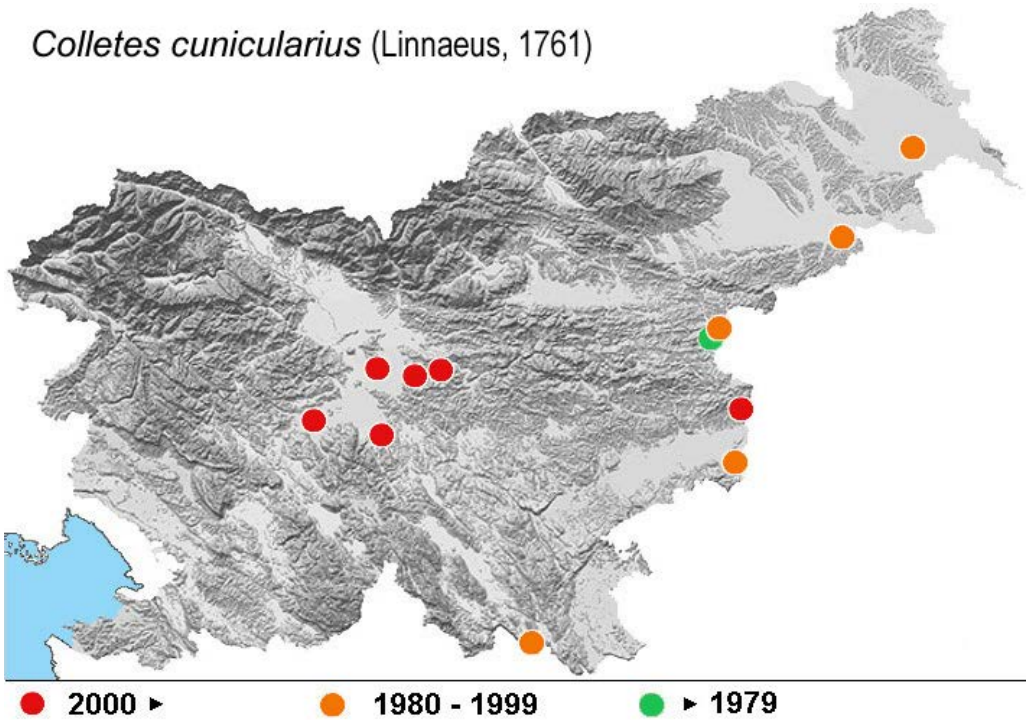 Colletes cunicularius (Linnaeus, 1761)
2000 ► 1980 - 1999 ► 1979